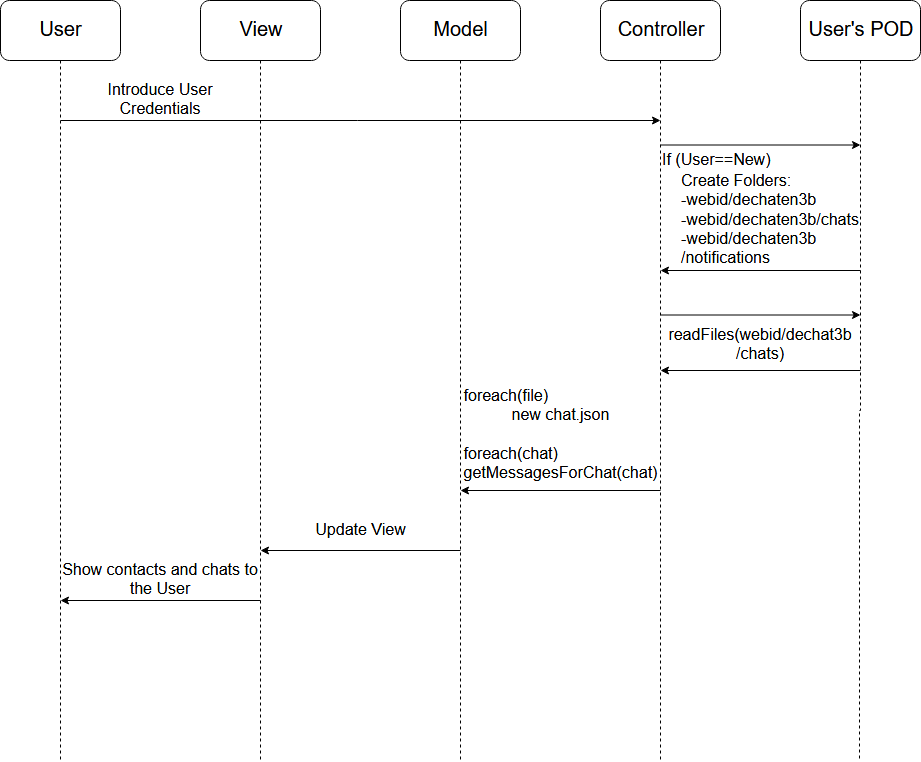 User
View
Model
Controller
User's POD
Introduce User
Credentials
If (User==New)
Create Folders:
-webid/dechaten3b
-webid/dechaten3b/chats
-webid/dechaten3b
/notifications
readFiles(webid/dechat3b
/chats)
foreach(file)
new chat.json
foreach(chat)
getMessagesForChat(chat)
Update View
Show contacts and chats to
the User